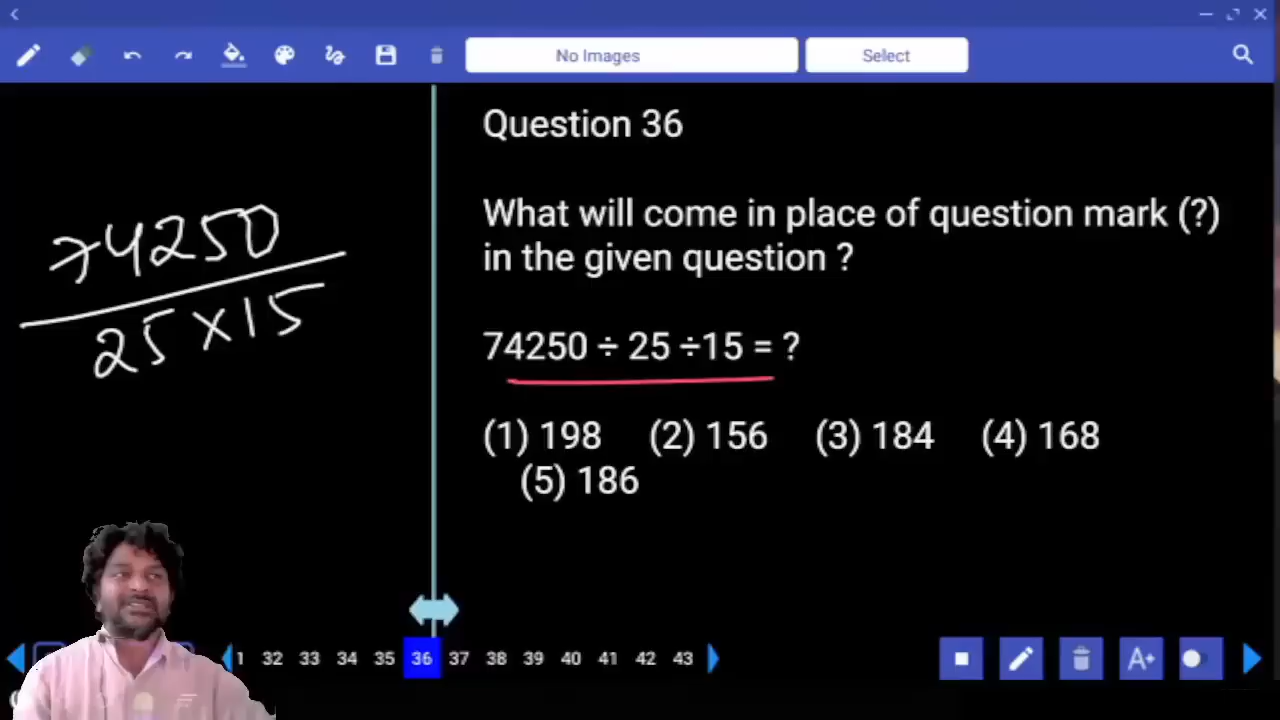 No Images
Select
Question 36
What will come in place of question mark (?)
in the given question ?
74250 ÷ 25 ÷15 = ?
(1) 198 (2) 156 (3) 184 (4) 168
(5) 186
74250
25×15
1 32 33 34 35 36 37 38 39 40 41 42 43
A+